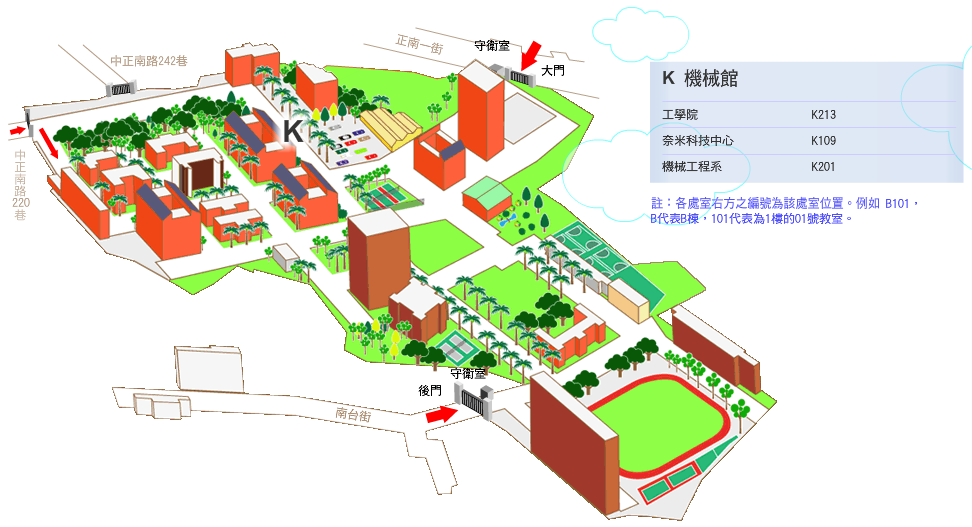 正南一街
守衛室
大門
中正南路242巷
K
中正南路220巷
K 機械館
工學院 K213
奈米科技中心 K109
機械工程系 K201
註：各處室右方之編號為該處室位置。例如 B101，
B代表B棟，101代表為1樓的01號教室。
守衛室
後門
南台街